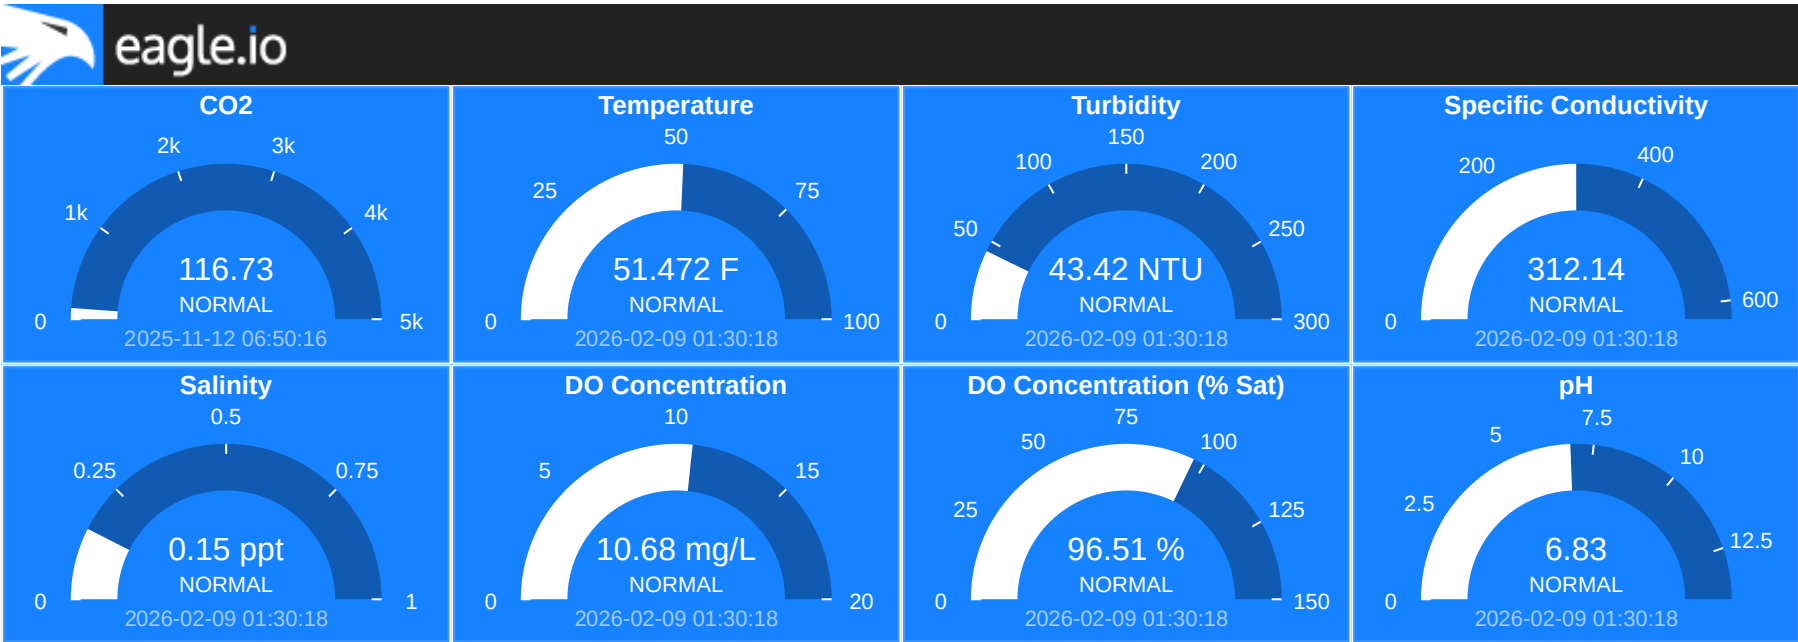 eagle.io
CO2
0
1k
2k
3k
4k
5k
116.73
NORMAL
2025-11-12 06:50:16
Temperature
0
25
50
75
100
51.472 F
NORMAL
2026-02-09 01:30:18
Turbidity
0
50
100
150
200
250
300
43.42 NTU
NORMAL
2026-02-09 01:30:18
Specific Conductivity
0
200
400
600
312.14
NORMAL
2026-02-09 01:30:18
Salinity
0
0.25
0.5
0.75
1
0.15 ppt
NORMAL
2026-02-09 01:30:18
DO Concentration
0
5
10
15
20
10.68 mg/L
NORMAL
2026-02-09 01:30:18
DO Concentration (% Sat)
0
25
50
75
100
125
150
96.51 %
NORMAL
2026-02-09 01:30:18
pH
0
2.5
5
7.5
10
12.5
6.83
NORMAL
2026-02-09 01:30:18